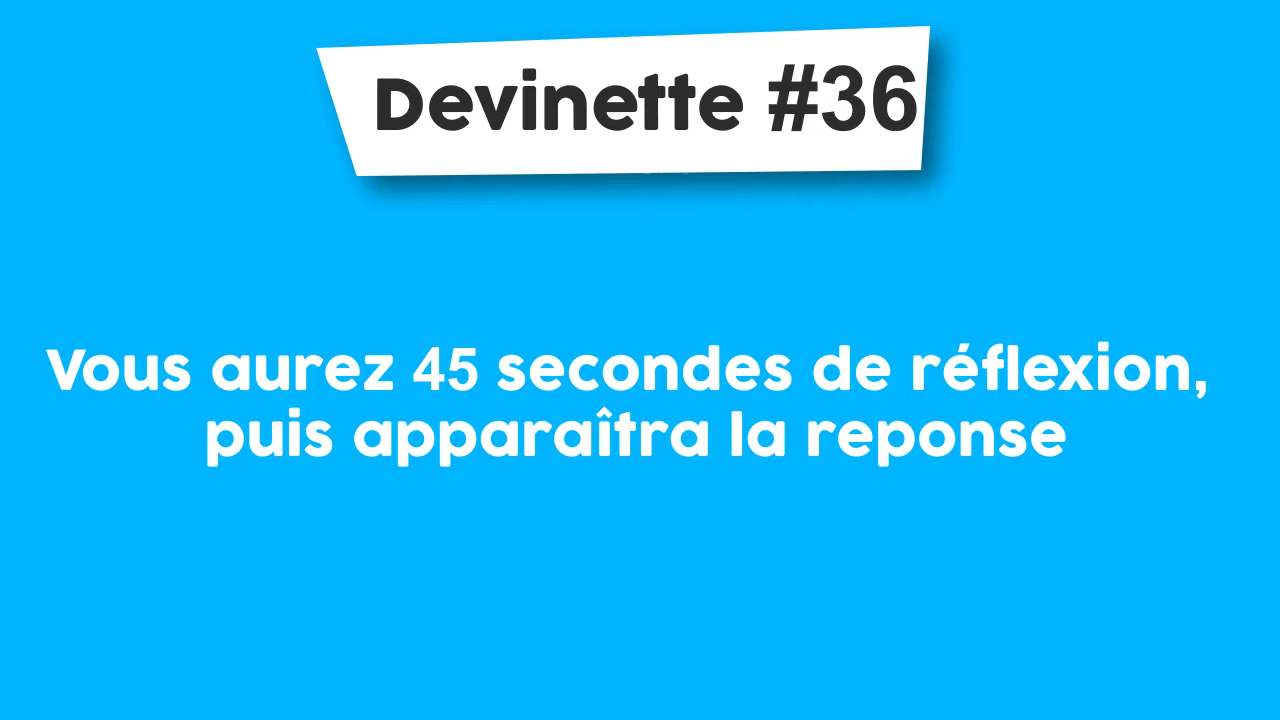 Devinette #36
Vous aurez 45 secondes de réflexion,
puis apparaîtra la reponse